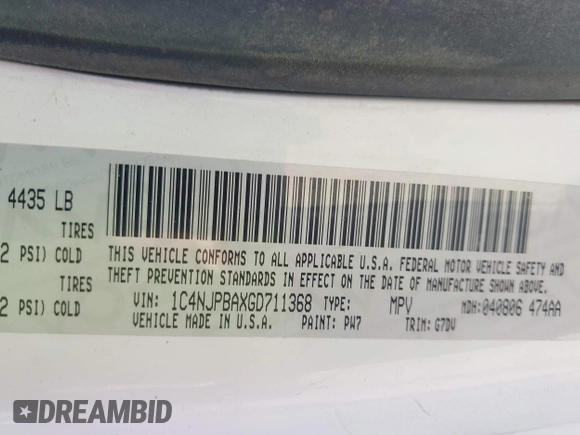 4435 LB
TIRES
2 PSI) COLD
TIRES
2 PSI) COLD
THIS VEHICLE CONFORMS TO ALL APPLICABLE U.S.A. FEDERAL MOTOR VEHICLE SAFETY AND
THEFT PREVENTION STANDARDS IN EFFECT ON THE DATE OF MANUFACTURE SHOWN ABOVE.
VIN: 1C4NJPBAXGD711368 TYPE: MPV MDH: 040806 474AA
VEHICLE MADE IN U.S.A. PAINT: PW7 TRIM: G7DV
DREAMBID